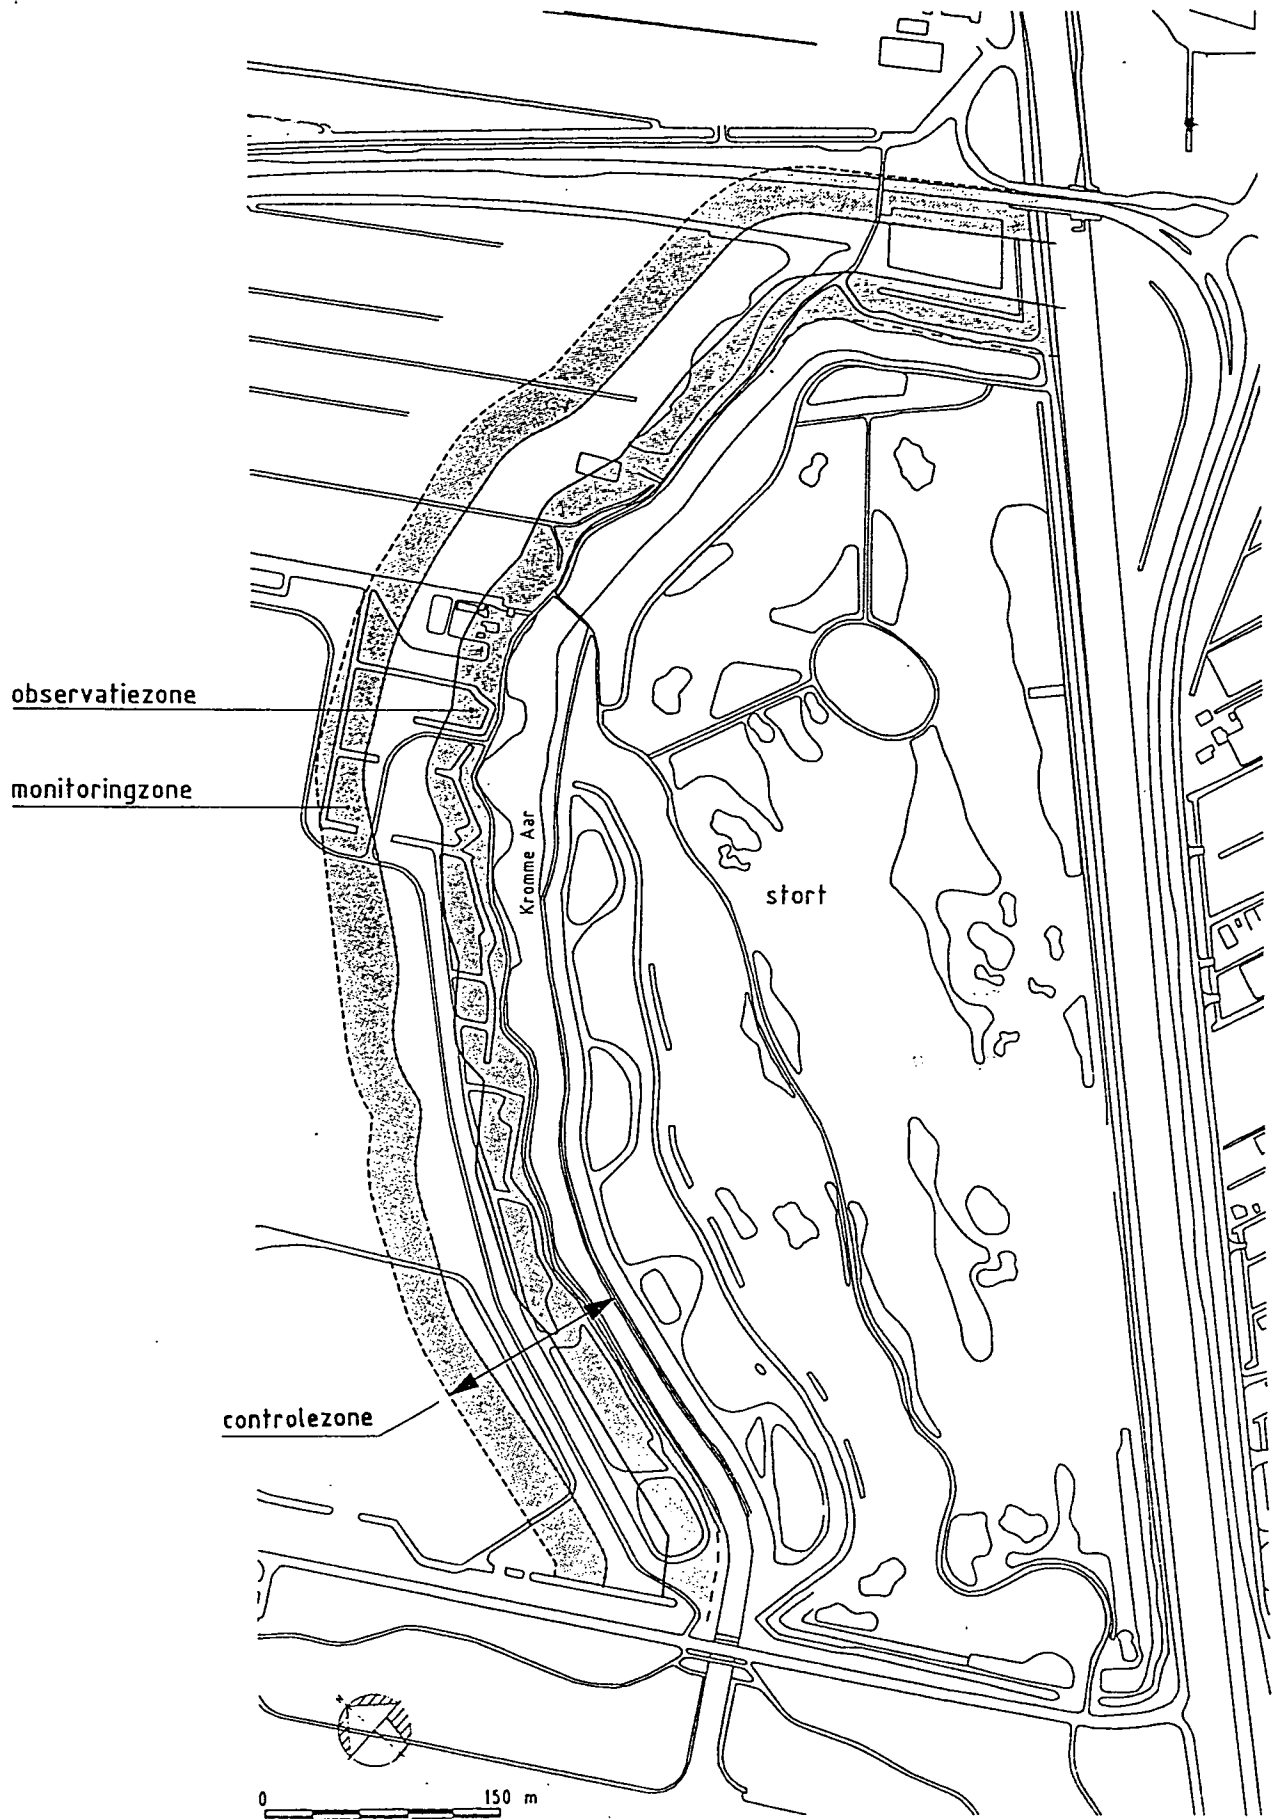 observatiezone
monitoringzone
Kromme Aar
stort
controlezone
0 150 m